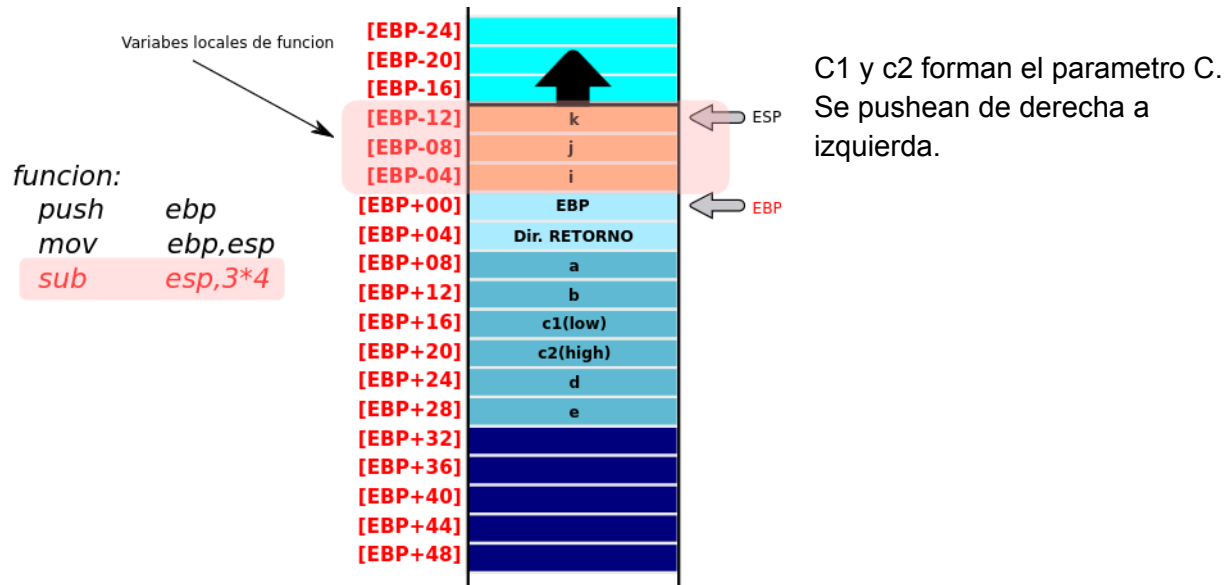 Variabes locales de funcion
funcion:
push ebp
mov ebp,esp
sub esp,3*4
[EBP-24]
[EBP-20]
[EBP-16]
[EBP-12] k ESP
[EBP-08] j
[EBP-04] i
[EBP+00] EBP EBP
[EBP+04] Dir. RETORNO
[EBP+08] a
[EBP+12] b
[EBP+16] c1(low)
[EBP+20] c2(high)
[EBP+24] d
[EBP+28] e
[EBP+32]
[EBP+36]
[EBP+40]
[EBP+44]
[EBP+48]
C1 y c2 forman el parametro C.
Se pushean de derecha a
izquierda.